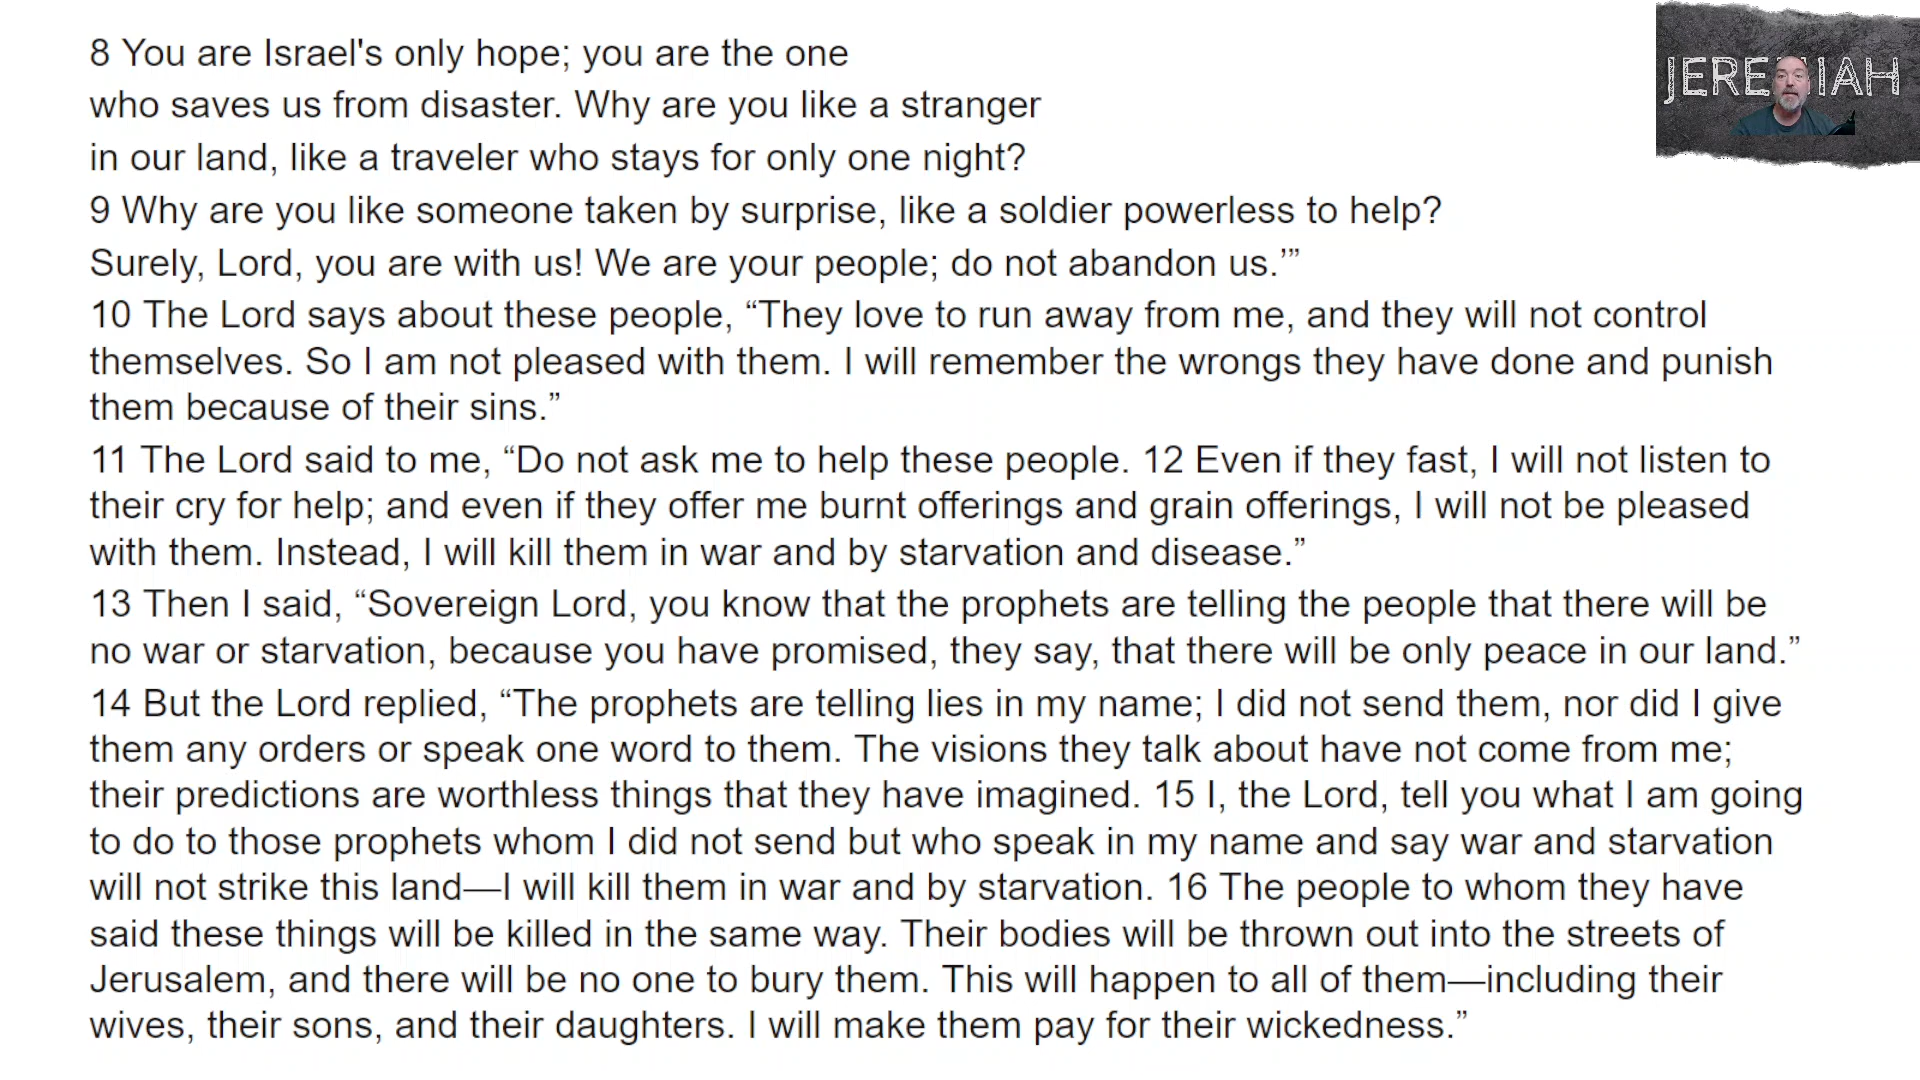 8 You are Israel's only hope; you are the one
who saves us from disaster. Why are you like a stranger
in our land, like a traveler who stays for only one night?
9 Why are you like someone taken by surprise, like a soldier powerless to help?
Surely, Lord, you are with us! We are your people; do not abandon us.’”
10 The Lord says about these people, “They love to run away from me, and they will not control
themselves. So I am not pleased with them. I will remember the wrongs they have done and punish
them because of their sins.”
11 The Lord said to me, “Do not ask me to help these people. 12 Even if they fast, I will not listen to
their cry for help; and even if they offer me burnt offerings and grain offerings, I will not be pleased
with them. Instead, I will kill them in war and by starvation and disease.”
13 Then I said, “Sovereign Lord, you know that the prophets are telling the people that there will be
no war or starvation, because you have promised, they say, that there will be only peace in our land.”
14 But the Lord replied, “The prophets are telling lies in my name; I did not send them, nor did I give
them any orders or speak one word to them. The visions they talk about have not come from me;
their predictions are worthless things that they have imagined. 15 I, the Lord, tell you what I am going
to do to those prophets whom I did not send but who speak in my name and say war and starvation
will not strike this land—I will kill them in war and by starvation. 16 The people to whom they have
said these things will be killed in the same way. Their bodies will be thrown out into the streets of
Jerusalem, and there will be no one to bury them. This will happen to all of them—including their
wives, their sons, and their daughters. I will make them pay for their wickedness.”